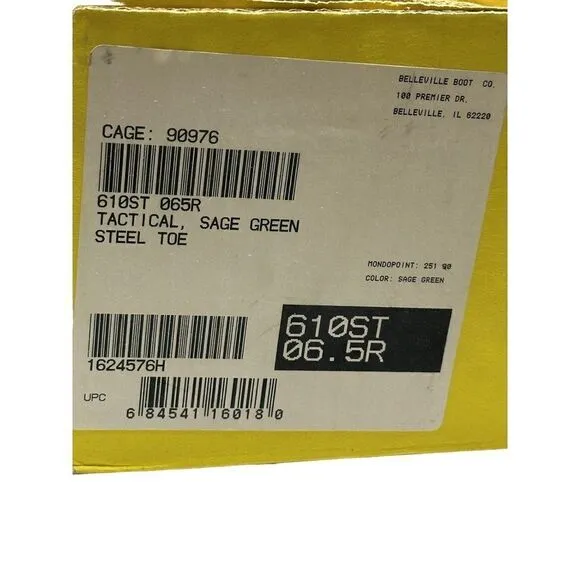 BELLEVILLE BOOT CO.
100 PREMIER DR.
BELLEVILLE, IL 62220
CAGE: 90976
610ST 065R
TACTICAL, SAGE GREEN
STEEL TOE
MONDOPOINT: 251 90
COLOR: SAGE GREEN
610ST
06.5R
1624576H
UPC
6 84541 16018 0